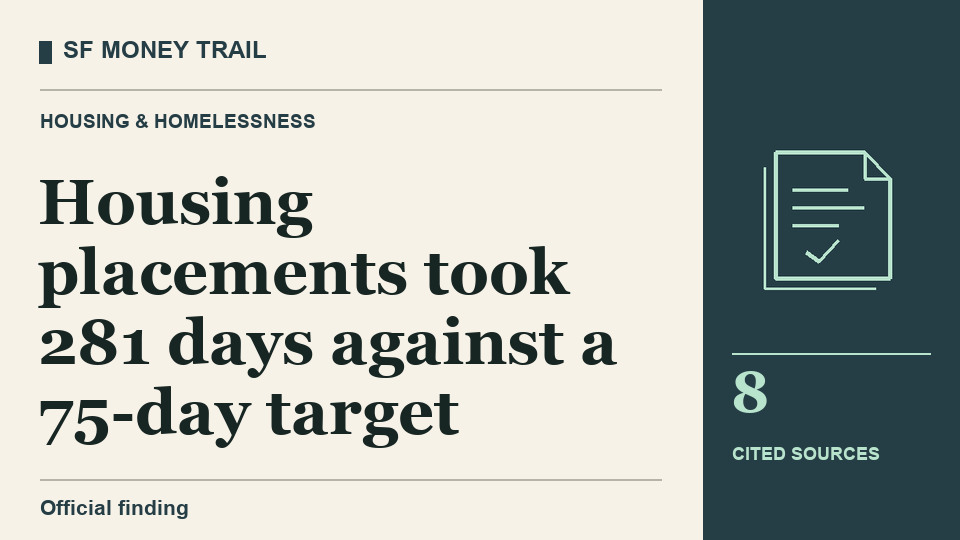 SF MONEY TRAIL
HOUSING & HOMELESSNESS
Housing
placements took
281 days against a
75-day target
Official finding
8
CITED SOURCES